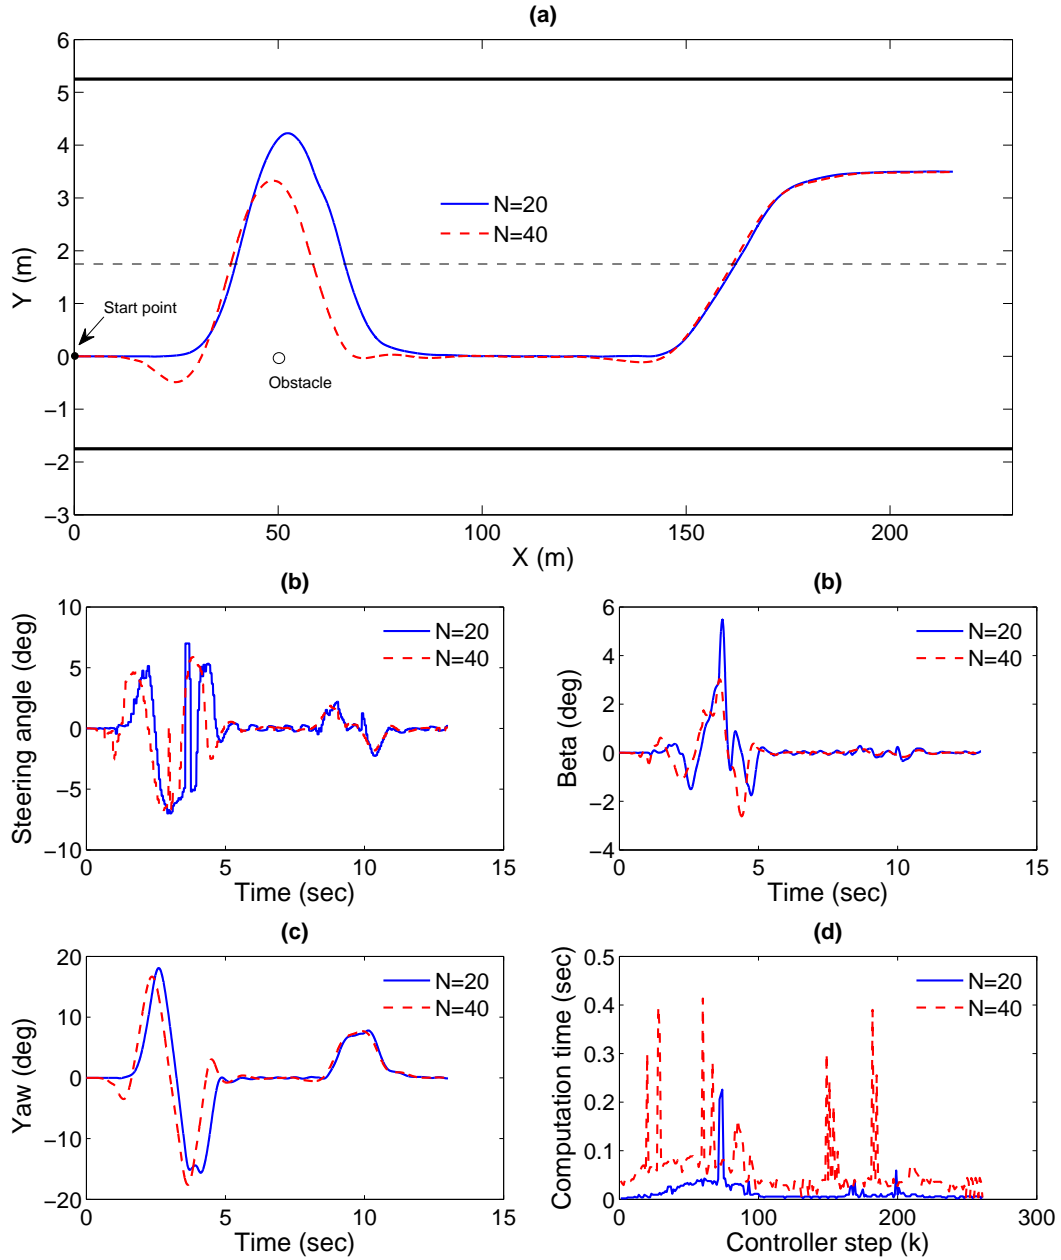 (a)
6
5
4
3
2
1
0
−1
−2
−3
Y (m)
N=20
N=40
Start point
Obstacle
0 50 100 150 200
X (m)
(b)
10
5
0
−5
−10
Steering angle (deg)
N=20
N=40
0 5 10 15
Time (sec)
(b)
6
4
2
0
−2
−4
Beta (deg)
N=20
N=40
0 5 10 15
Time (sec)
(c)
20
10
0
−10
−20
Yaw (deg)
N=20
N=40
0 5 10 15
Time (sec)
(d)
0.5
0.4
0.3
0.2
0.1
0
Computation time (sec)
N=20
N=40
0 100 200 300
Controller step (k)